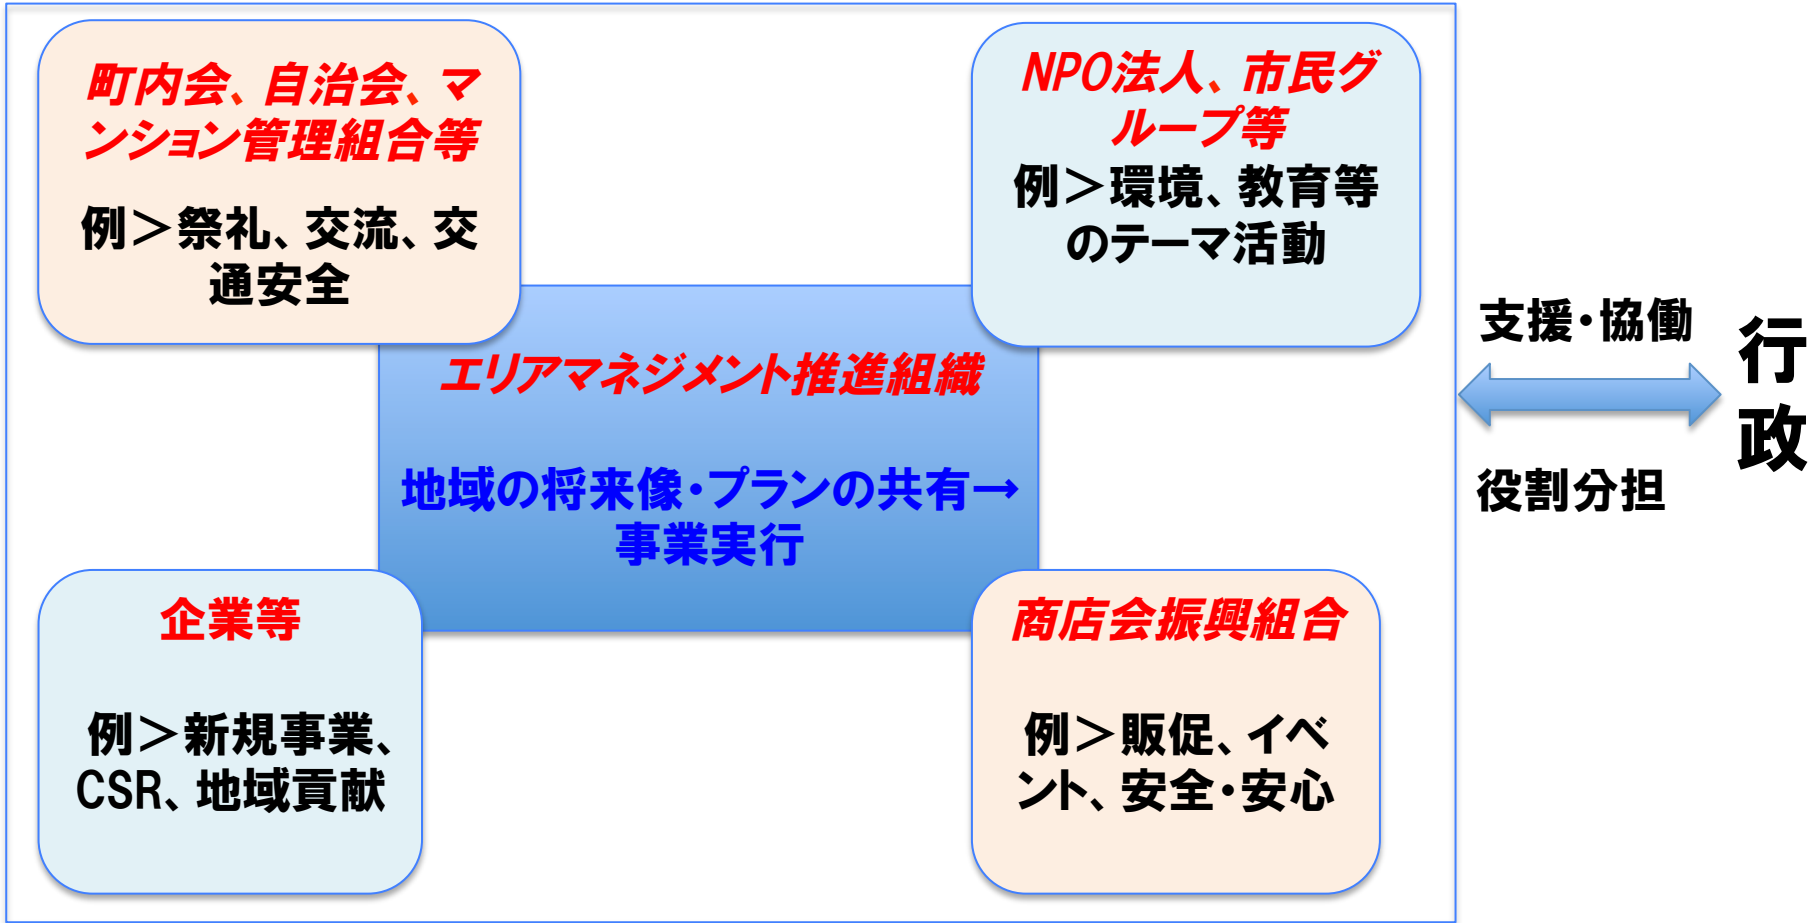 町内会、自治会、マ
ンション管理組合等
例＞祭礼、交流、交
通安全
NPO法人、市民グ
ループ等
例＞環境、教育等
のテーマ活動
エリアマネジメント推進組織
地域の将来像・プランの共有→
事業実行
企業等
例＞新規事業、
CSR、地域貢献
商店会振興組合
例＞販促、イベ
ント、安全・安心
支援・協働
役割分担
行
政